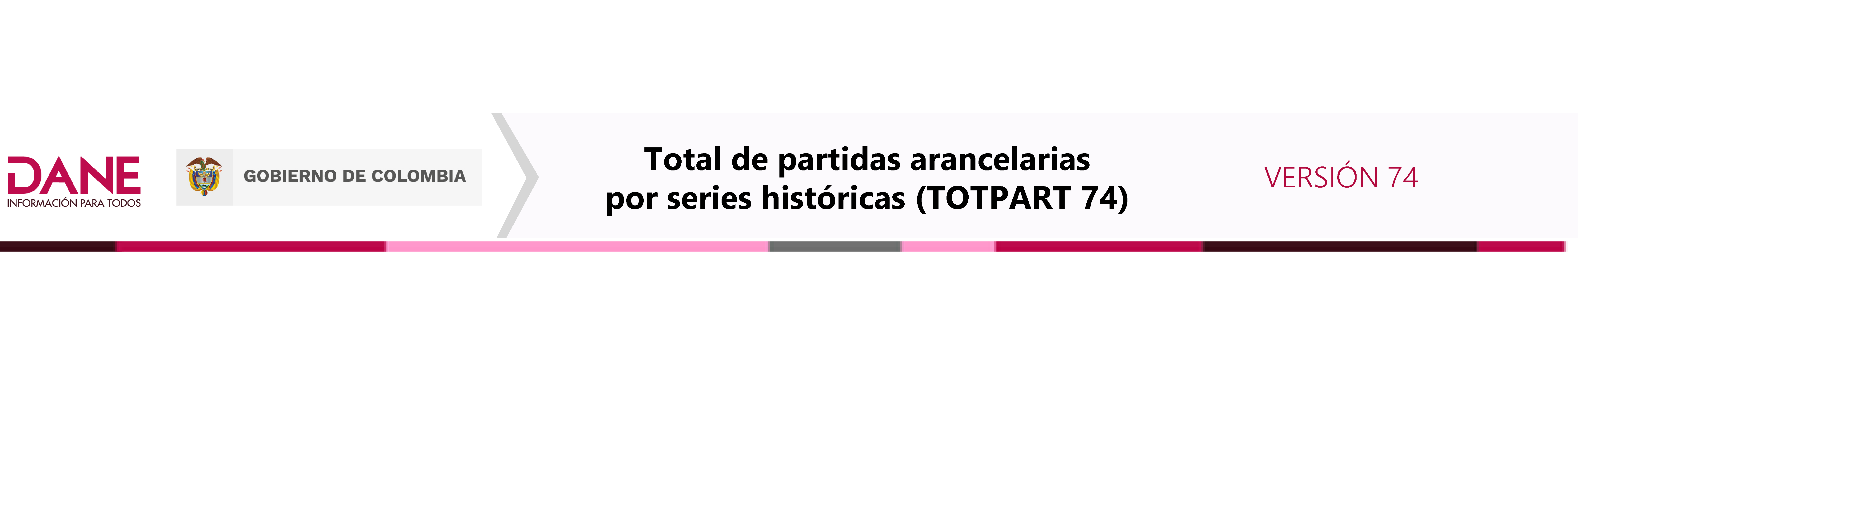 DANE
INFORMACIÓN PARA TODOS
GOBIERNO DE COLOMBIA
Total de partidas arancelarias
por series históricas (TOTPART 74)
VERSIÓN 74